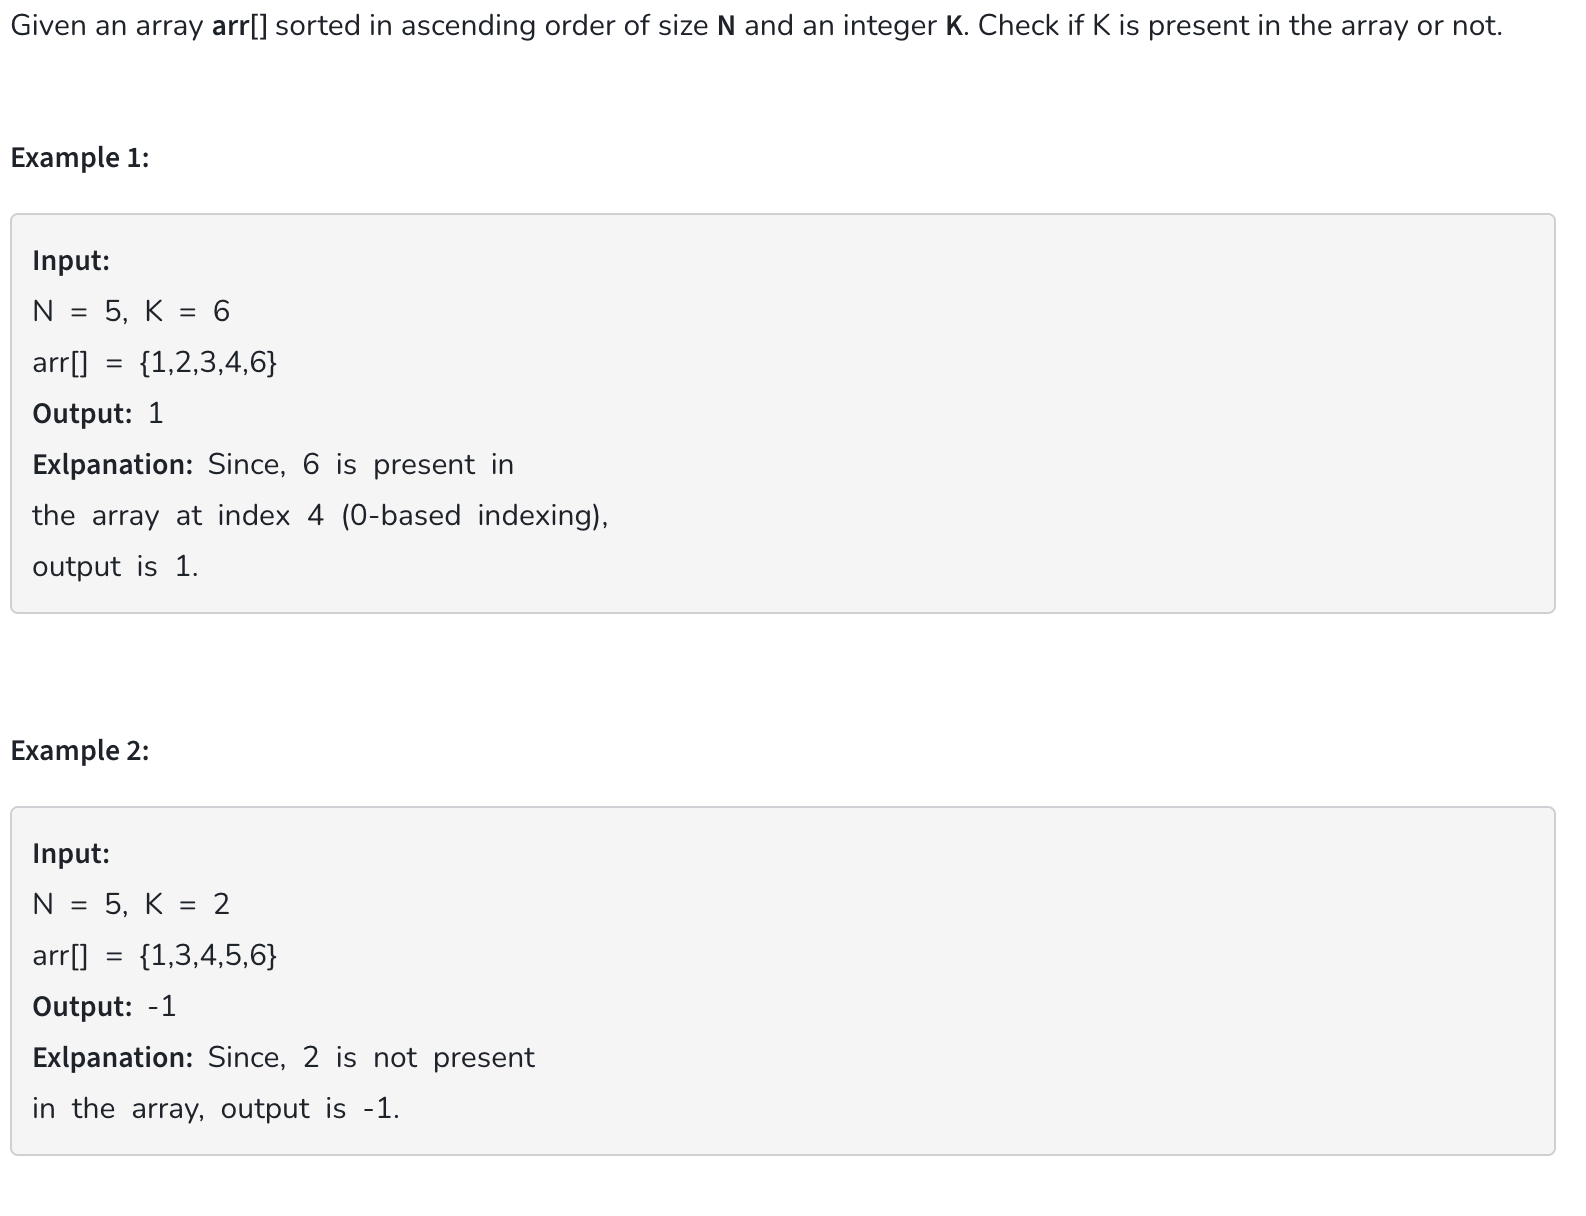 Given an array arr[] sorted in ascending order of size N and an integer K. Check if K is present in the array or not.
Example 1:
Input:
N = 5, K = 6
arr[] = {1,2,3,4,6}
Output: 1
Exlpanation: Since, 6 is present in
the array at index 4 (0-based indexing),
output is 1.
Example 2:
Input:
N = 5, K = 2
arr[] = {1,3,4,5,6}
Output: -1
Exlpanation: Since, 2 is not present
in the array, output is -1.